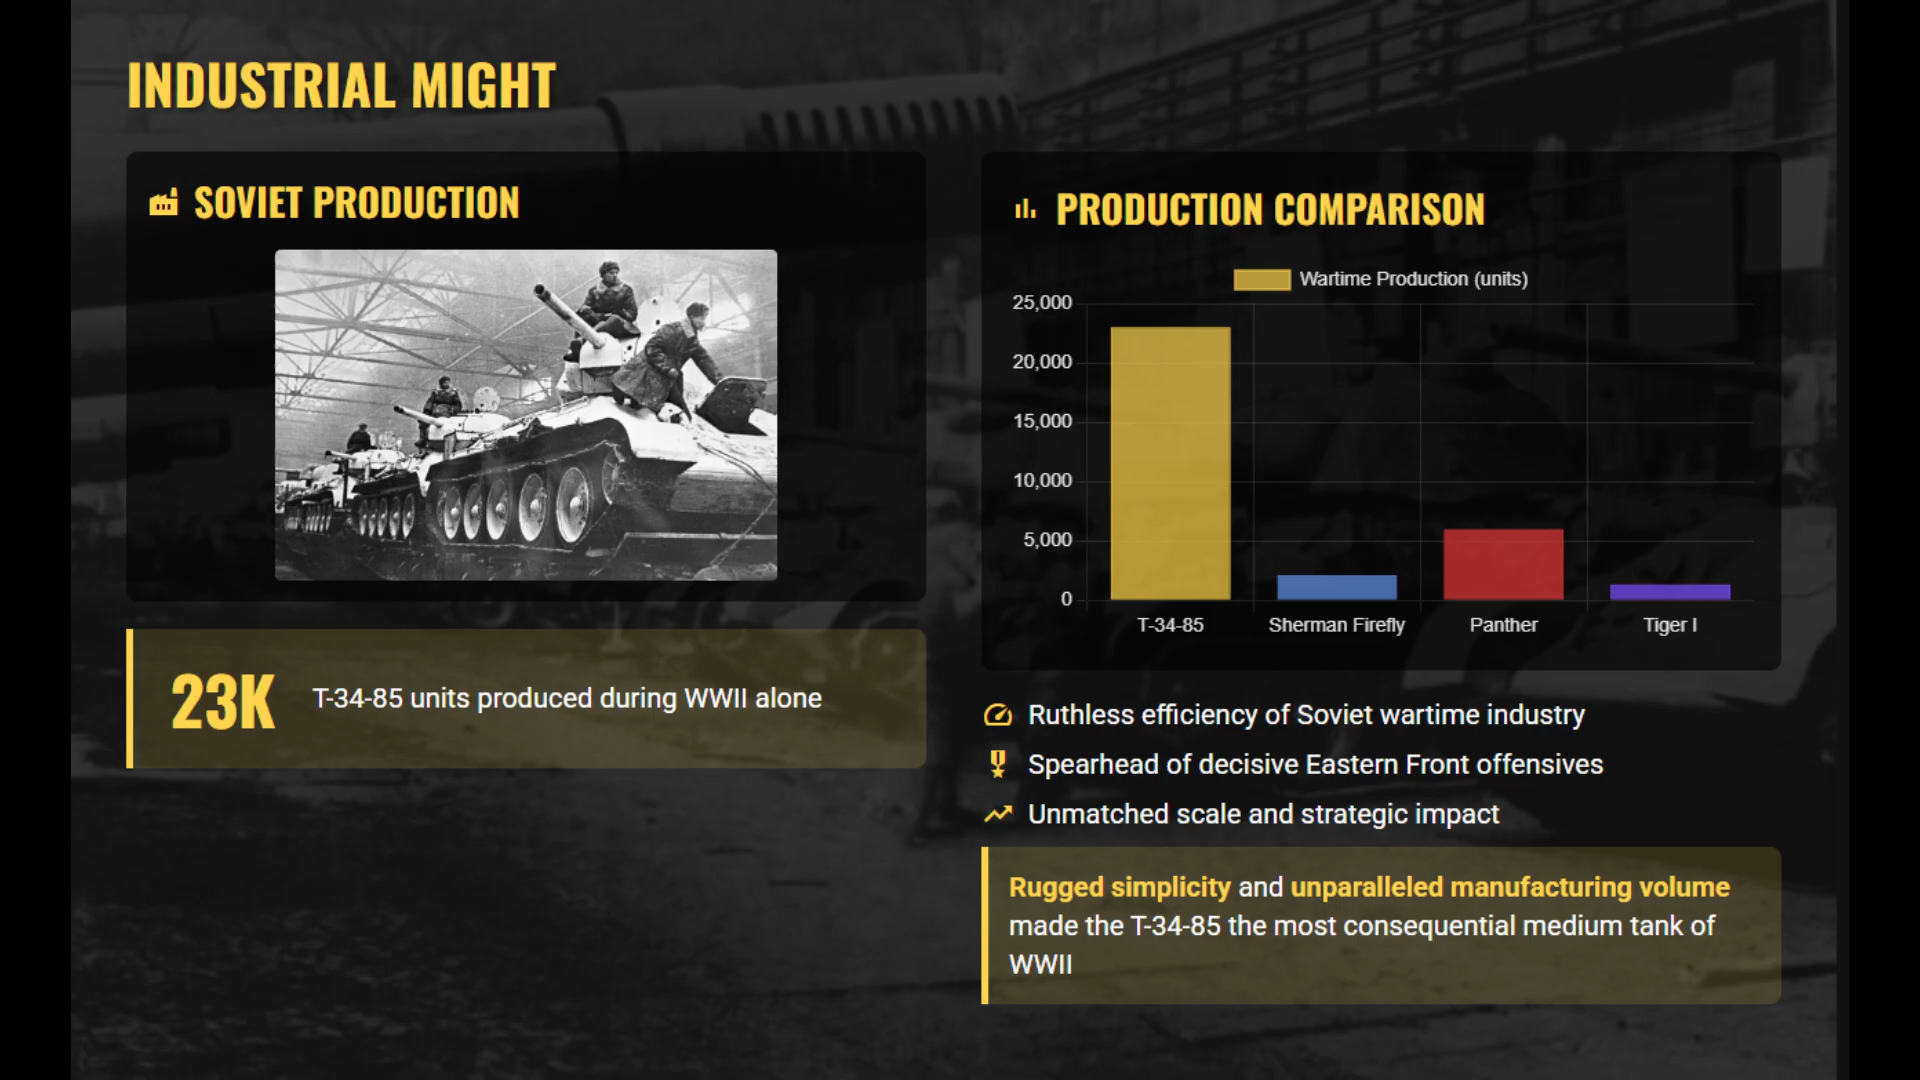 INDUSTRIAL MIGHT
SOVIET PRODUCTION
23K
T-34-85 units produced during WWII alone
PRODUCTION COMPARISON
Wartime Production (units)
25,000
20,000
15,000
10,000
5,000
0
T-34-85 Sherman Firefly Panther Tiger I
Ruthless efficiency of Soviet wartime industry
Spearhead of decisive Eastern Front offensives
Unmatched scale and strategic impact
Rugged simplicity and unparalleled manufacturing volume
made the T-34-85 the most consequential medium tank of
WWII